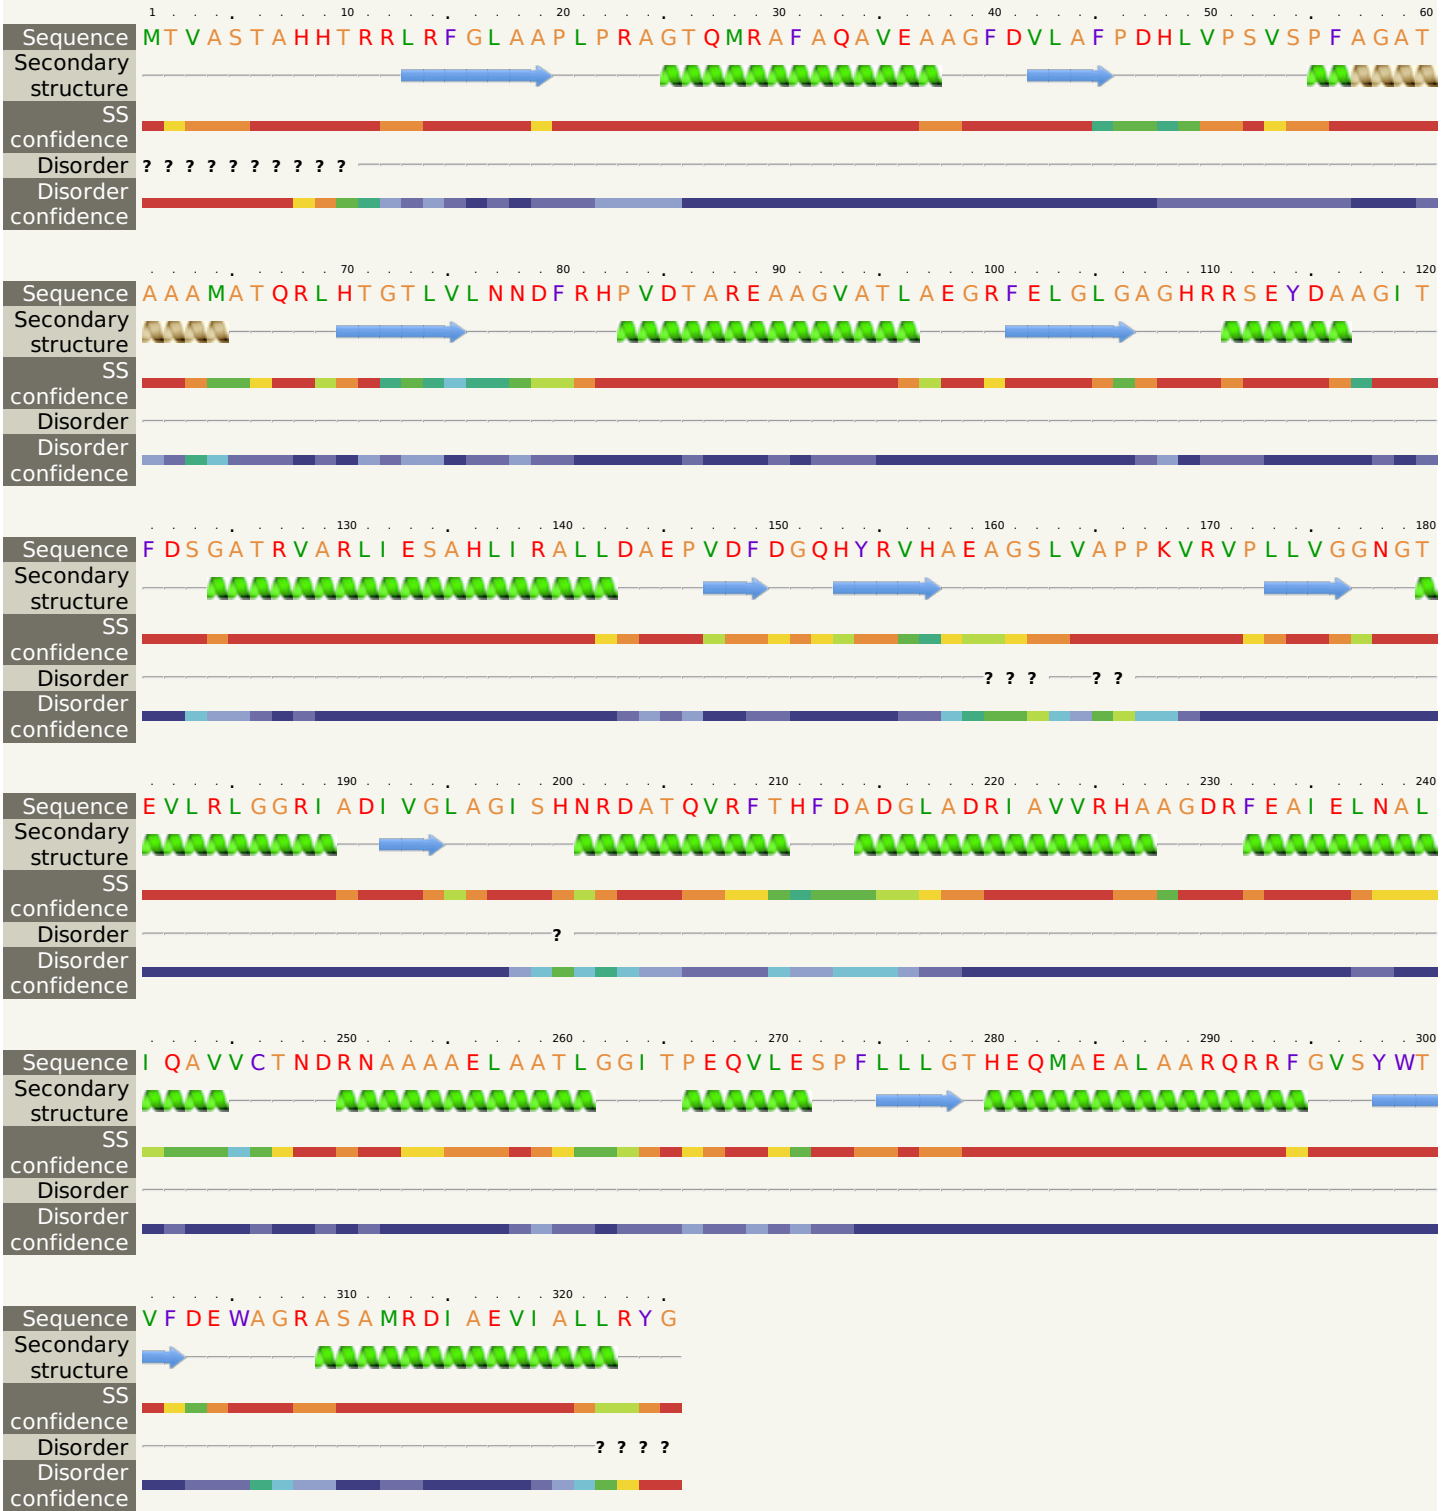 1 10 20 30 40 50 60
Sequence MTVASTAHHTRRLRFGLAAPLPRAGTQMRAFAQAVEAAGFDVLAFPDHLVPSVSPFAGAT
Secondary
structure
SS
confidence
Disorder ? ? ? ? ? ? ? ? ? ?
Disorder
confidence
70 80 90 100 110 120
Sequence AAAMATQRLHTGTLVLNNDFRHPVDTAREAAGVATLAEGRFELGLGAGHRRSEYDAAGIT
Secondary
structure
SS
confidence
Disorder
Disorder
confidence
130 140 150 160 170 180
Sequence FDSGATRVARLIESAHLIRALLDAEPVDFDGQHYRVHAEAGSLVAPPKVRVPLLVGGNGT
Secondary
structure
SS
confidence
Disorder ? ? ? ? ?
Disorder
confidence
190 200 210 220 230 240
Sequence EVLRLGGRIADIVGLAGISHNRDATQVRFTHFDADGLADRIAVVRHAAGDRFEAIELNAL
Secondary
structure
SS
confidence
Disorder ?
Disorder
confidence
250 260 270 280 290 300
Sequence IQAVVCTNDRNAAAAELAATLGGITPEQVLESPFLLLGTHEQMAEALAARQRRFGVSYWT
Secondary
structure
SS
confidence
Disorder
Disorder
confidence
310 320
Sequence VFDEWAGRASAMRDIAEVIALLRYG
Secondary
structure
SS
confidence
Disorder ? ? ? ?
Disorder
confidence